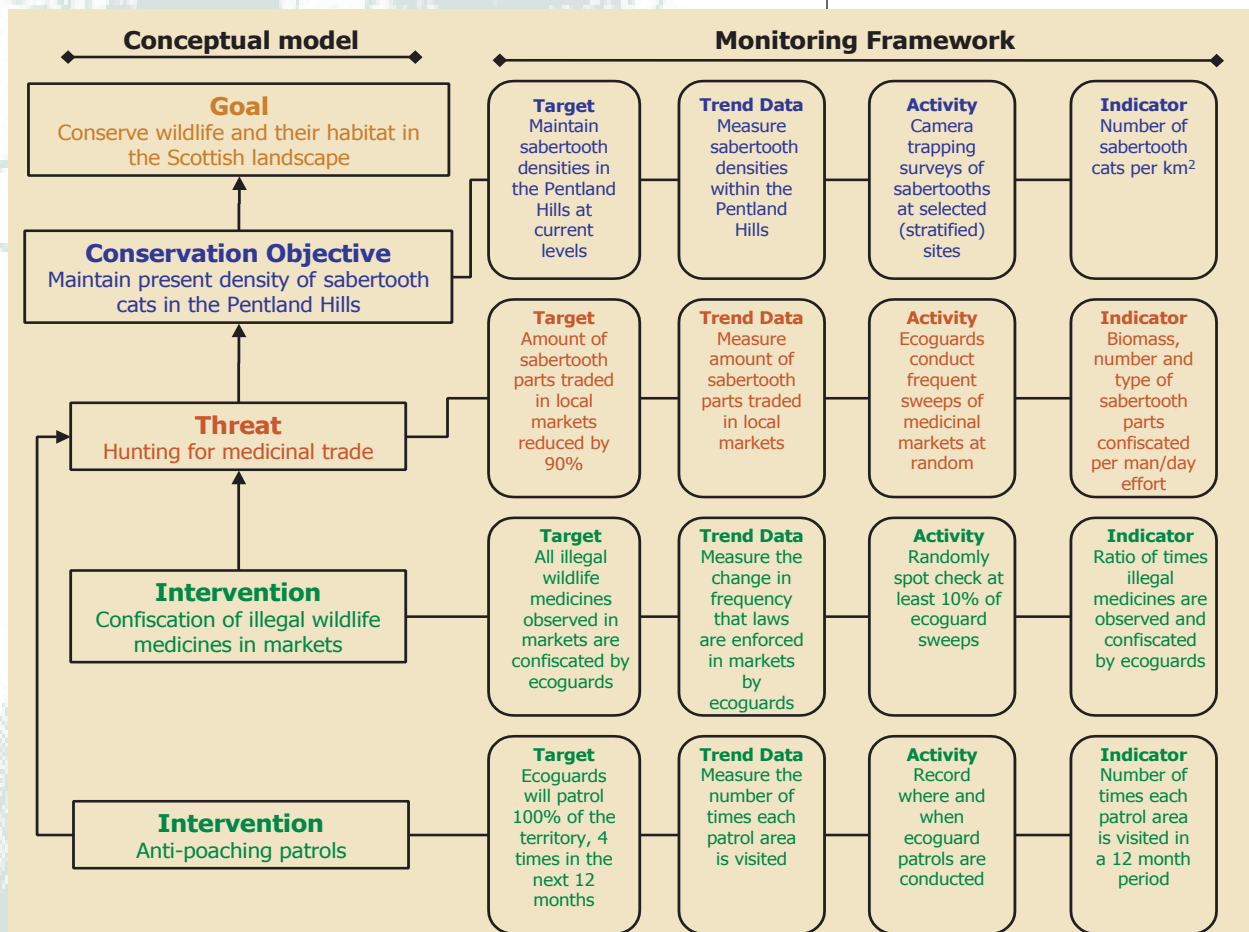 Conceptual model
Monitoring Framework
Goal
Conserve wildlife and their habitat in
the Scottish landscape
Conservation Objective
Maintain present density of sabertooth
cats in the Pentland Hills
Target
Maintain
sabertooth
densities in
the Pentland
Hills at
current
levels
Trend Data
Measure
sabertooth
densities
within the
Pentland
Hills
Activity
Camera
trapping
surveys of
sabertooths
at selected
(stratified)
sites
Indicator
Number of
sabertooth
cats per km²
Threat
Hunting for medicinal trade
Target
Amount of
sabertooth
parts traded
in local
markets
reduced by
90%
Trend Data
Measure
amount of
sabertooth
parts traded
in local
markets
Activity
Ecoguards
conduct
frequent
sweeps of
medicinal
markets at
random
Indicator
Biomass,
number and
type of
sabertooth
parts
confiscated
per man/day
effort
Intervention
Confiscation of illegal wildlife
medicines in markets
Target
All illegal
wildlife
medicines
observed in
markets are
confiscated by
ecoguards
Trend Data
Measure the
change in
frequency
that laws
are enforced
in markets
by
ecoguards
Activity
Randomly
spot check at
least 10% of
ecoguard
sweeps
Indicator
Ratio of times
illegal
medicines are
observed and
confiscated
by ecoguards
Intervention
Anti-poaching patrols
Target
Ecoguards
will patrol
100% of the
territory, 4
times in the
next 12
months
Trend Data
Measure the
number of
times each
patrol area
is visited
Activity
Record
where and
when
ecoguard
patrols are
conducted
Indicator
Number of
times each
patrol area
is visited in
a 12 month
period